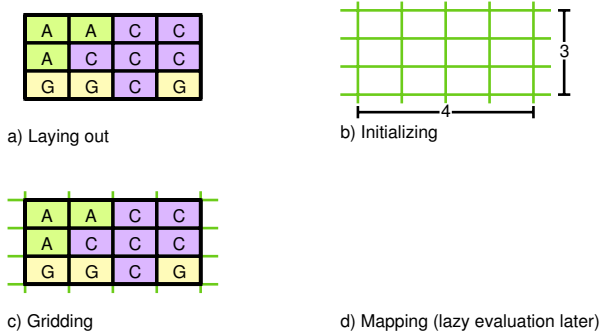 A A C C
A C C C
G G C G
a) Laying out
3
4
b) Initializing
A A C C
A C C C
G G C G
c) Gridding
d) Mapping (lazy evaluation later)